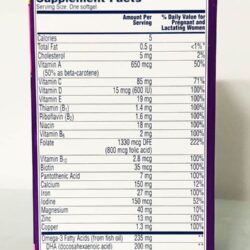 Supplement Facts
Serving Size: One softgel
Amount Per Serving % Daily Value for Pregnant and Lactating Women
Calories 5
Total Fat 0.5 g <1%*
Cholesterol 5 mg 2%
Vitamin A 650 mcg 50%
(50% as beta-carotene)
Vitamin C 85 mg 71%
Vitamin D 15 mcg (600 IU) 100%
Vitamin E 19 mg 100%
Thiamin (B1) 1.4 mg 100%
Riboflavin (B2) 1.6 mg 100%
Niacin 18 mg 100%
Vitamin B6 2 mg 100%
Folate 1330 mcg DFE 222%
(800 mcg folic acid)
Vitamin B12 2.8 mcg 100%
Biotin 35 mcg 100%
Pantothenic Acid 7 mg 100%
Calcium 150 mg 12%
Iron 27 mg 100%
Iodine 150 mcg 52%
Magnesium 40 mg 10%
Zinc 13 mg 100%
Copper 1.3 mg 100%
Omega-3 Fatty Acids (from fish oil) 235 mg **
DHA (docosahexaenoic acid) 200 mg